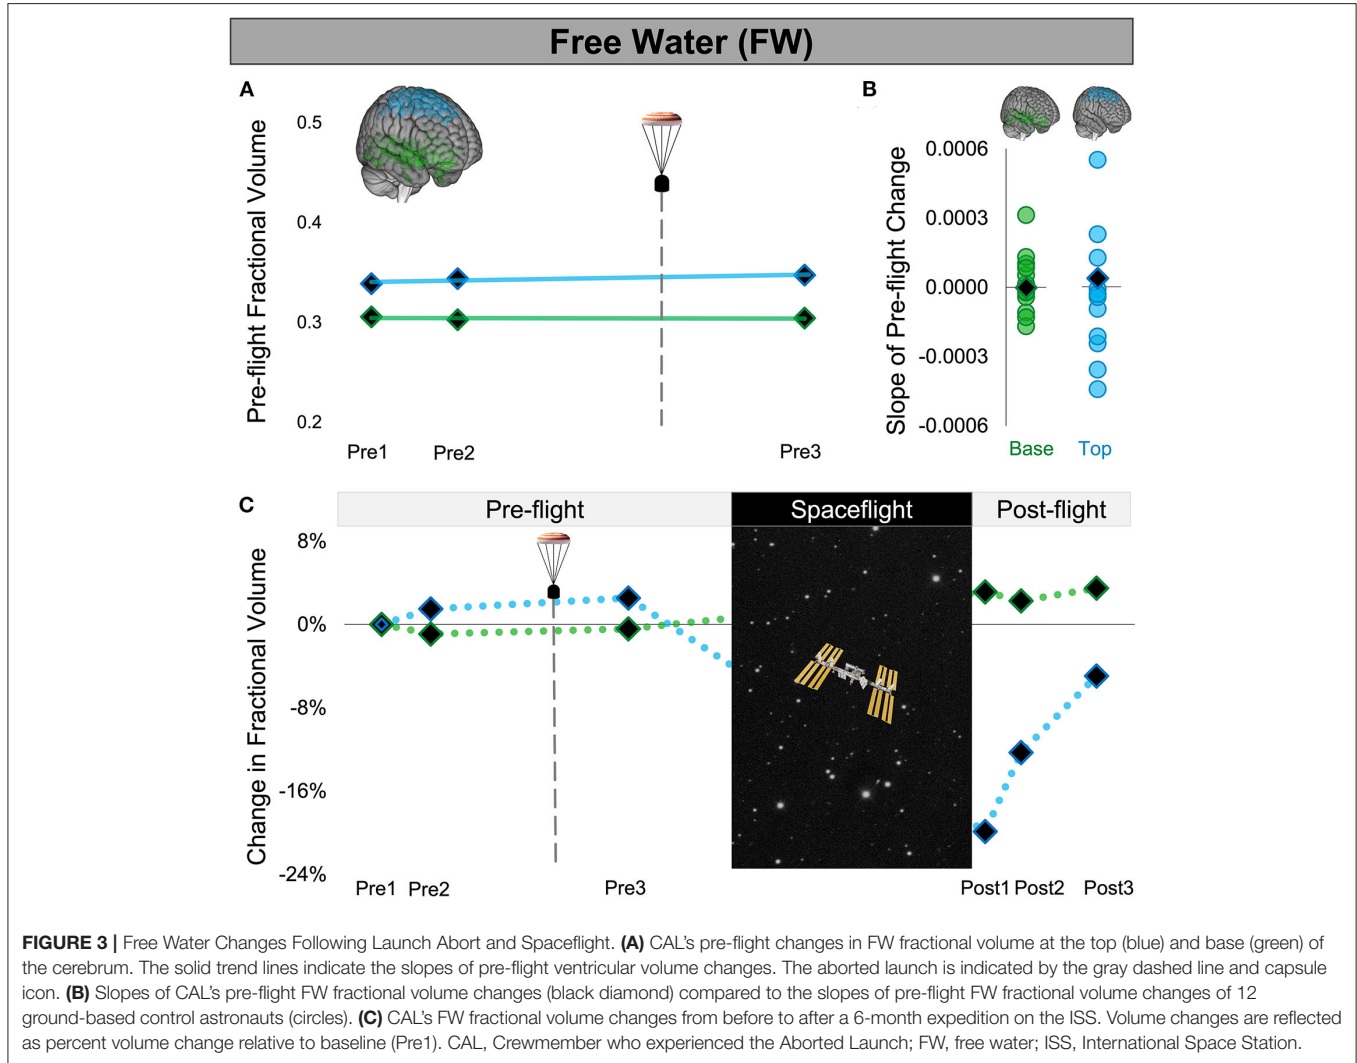 Free Water (FW)
A
B
Pre-flight Fractional Volume
0.5
0.4
0.3
0.2
Pre1
Pre2
Pre3
Slope of Pre-flight Change
0.0006
0.0003
0.0000
-0.0003
-0.0006
Base
Top
C
Pre-flight
Spaceflight
Post-flight
Change in Fractional Volume
8%
0%
-8%
-16%
-24%
Pre1
Pre2
Pre3
Post1
Post2
Post3
FIGURE 3 | Free Water Changes Following Launch Abort and Spaceflight. (A) CAL's pre-flight changes in FW fractional volume at the top (blue) and base (green) of
the cerebrum. The solid trend lines indicate the slopes of pre-flight ventricular volume changes. The aborted launch is indicated by the gray dashed line and capsule
icon. (B) Slopes of CAL's pre-flight FW fractional volume changes (black diamond) compared to the slopes of pre-flight FW fractional volume changes of 12
ground-based control astronauts (circles). (C) CAL's FW fractional volume changes from before to after a 6-month expedition on the ISS. Volume changes are reflected
as percent volume change relative to baseline (Pre1). CAL, Crewmember who experienced the Aborted Launch; FW, free water; ISS, International Space Station.